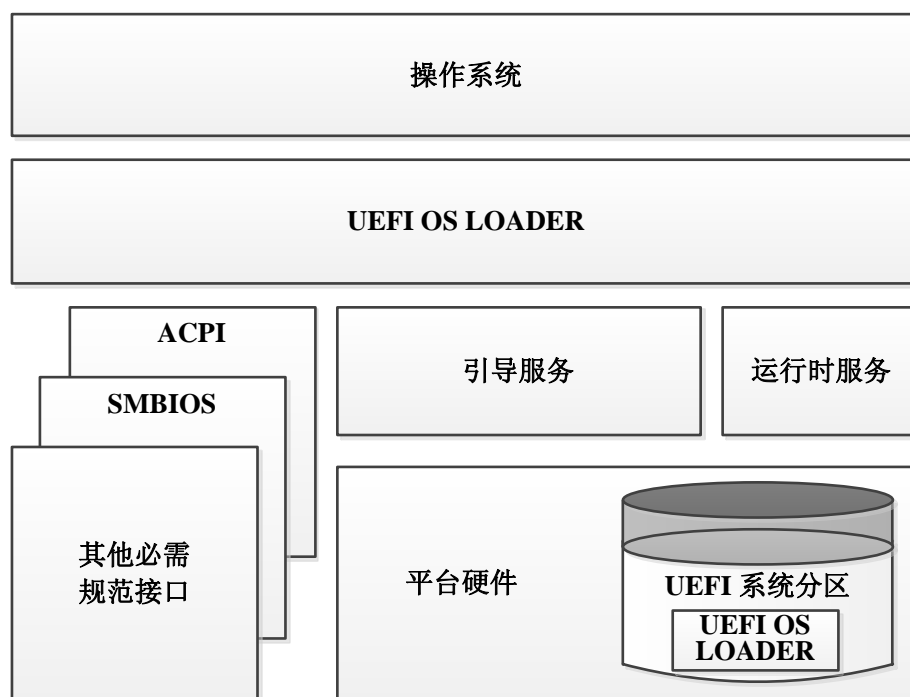 操作系统
UEFI OS LOADER
ACPI
SMBIOS
其他必需
规范接口
引导服务
运行时服务
平台硬件
UEFI 系统分区
UEFI OS
LOADER